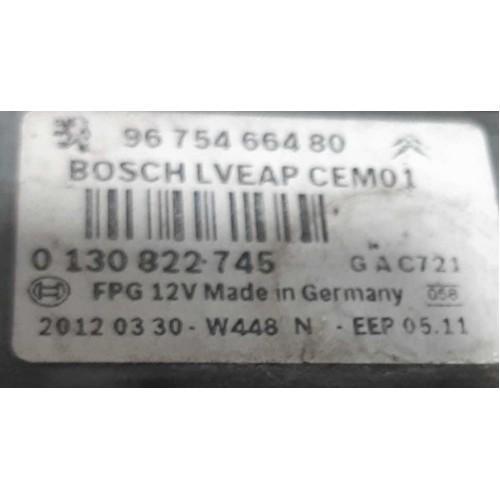 96 754 664 80
BOSCH LVEAP CEM01
0 130 822 745 G A C721
FPG 12V Made in Germany 058
2012 03 30 - W448 N - EEP 05.11